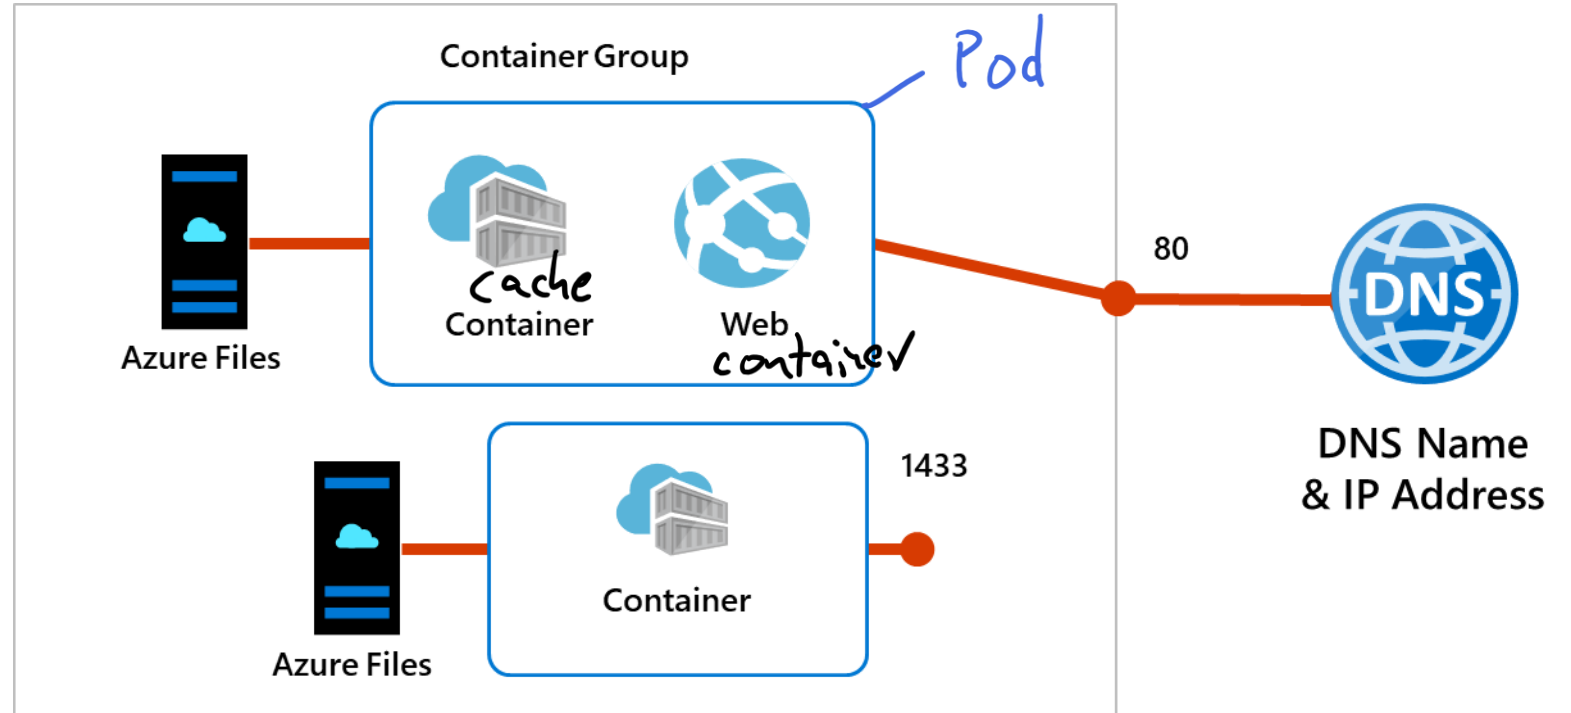 Container Group
Pod
cache
Container
Web
container
Azure Files
80
DNS
DNS Name
& IP Address
1433
Container
Azure Files